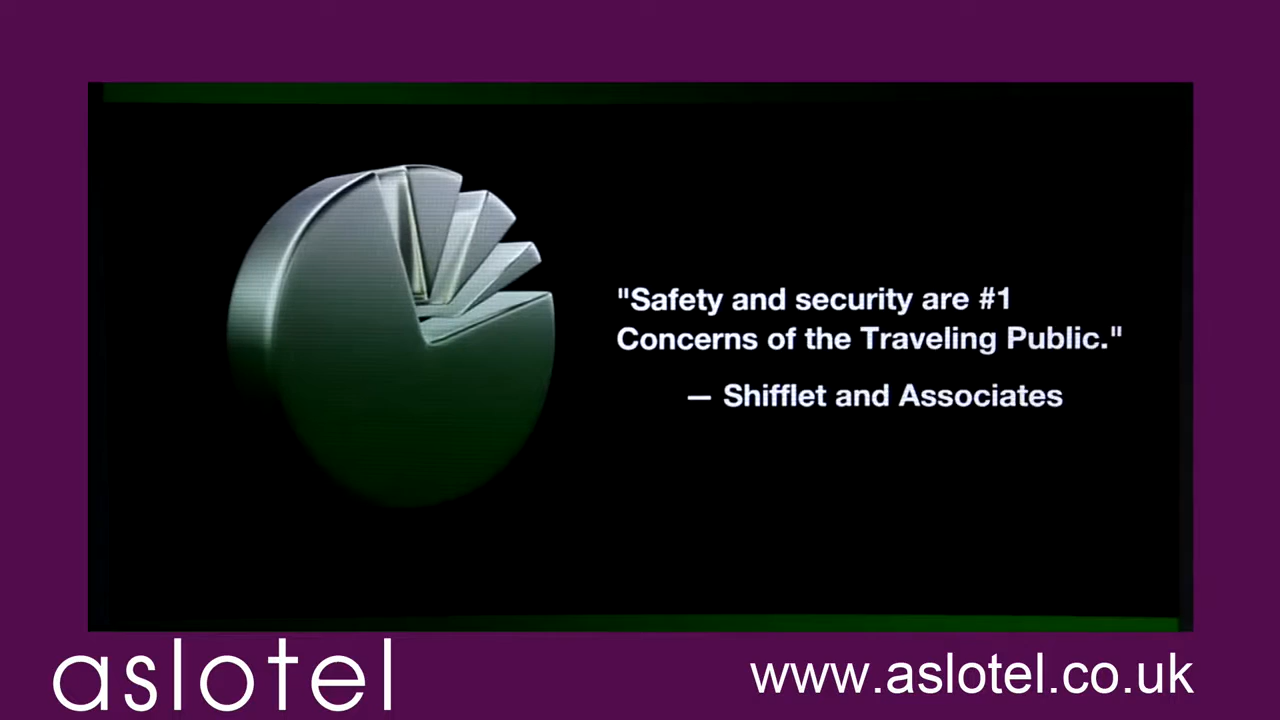 "Safety and security are #1
Concerns of the Traveling Public."
— Shifflet and Associates
aslotel
www.aslotel.co.uk